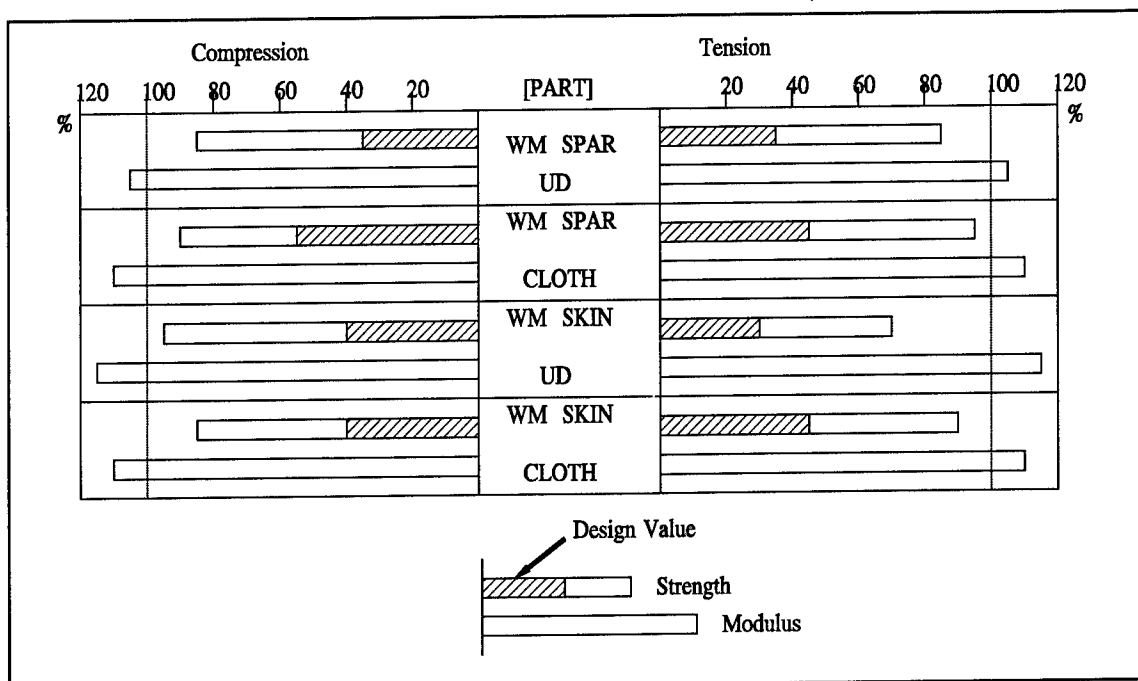 Compression Tension
120 100 80 60 40 20 [PART] 20 40 60 80 100 120
% %
WM SPAR
UD
WM SPAR
CLOTH
WM SKIN
UD
WM SKIN
CLOTH
Design Value
Strength
Modulus